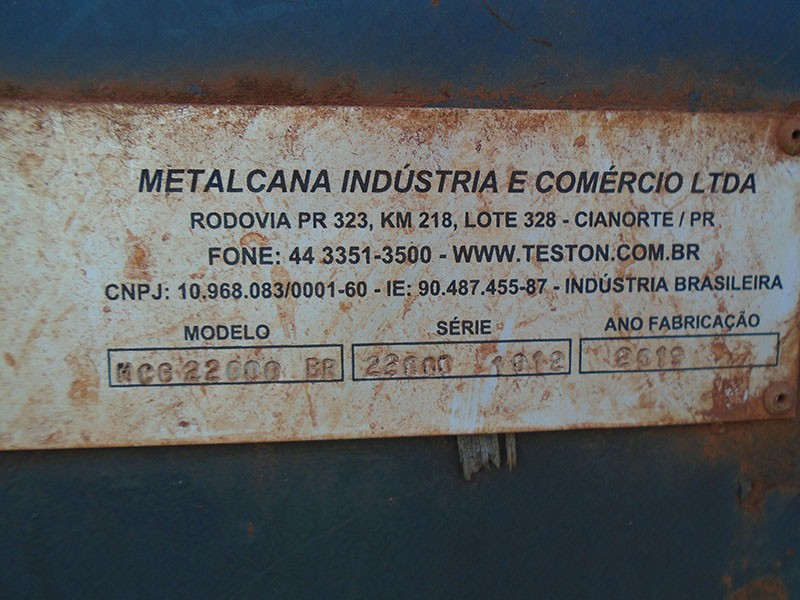 METALCANA INDÚSTRIA E COMÉRCIO LTDA
RODOVIA PR 323, KM 218, LOTE 328 - CIANORTE / PR
FONE: 44 3351-3500 - WWW.TESTON.COM.BR
CNPJ: 10.968.083/0001-60 - IE: 90.487.455-87 - INDÚSTRIA BRASILEIRA
MODELO SÉRIE ANO FABRICAÇÃO
22000 BR 22000 1912